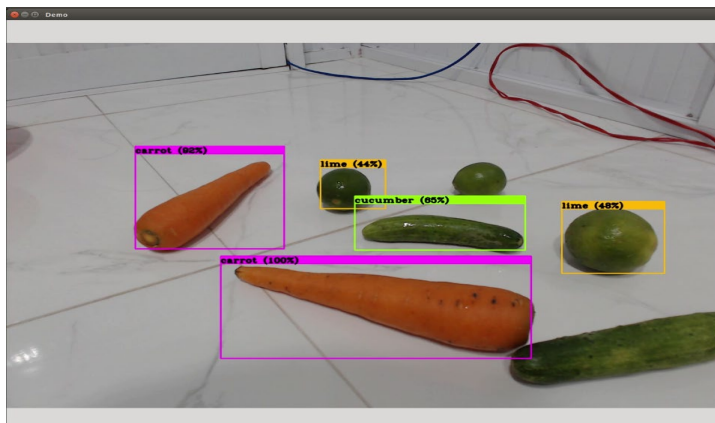 Demo
carrot (92%)
lime (44%)
cucumber (65%)
lime (48%)
carrot (100%)